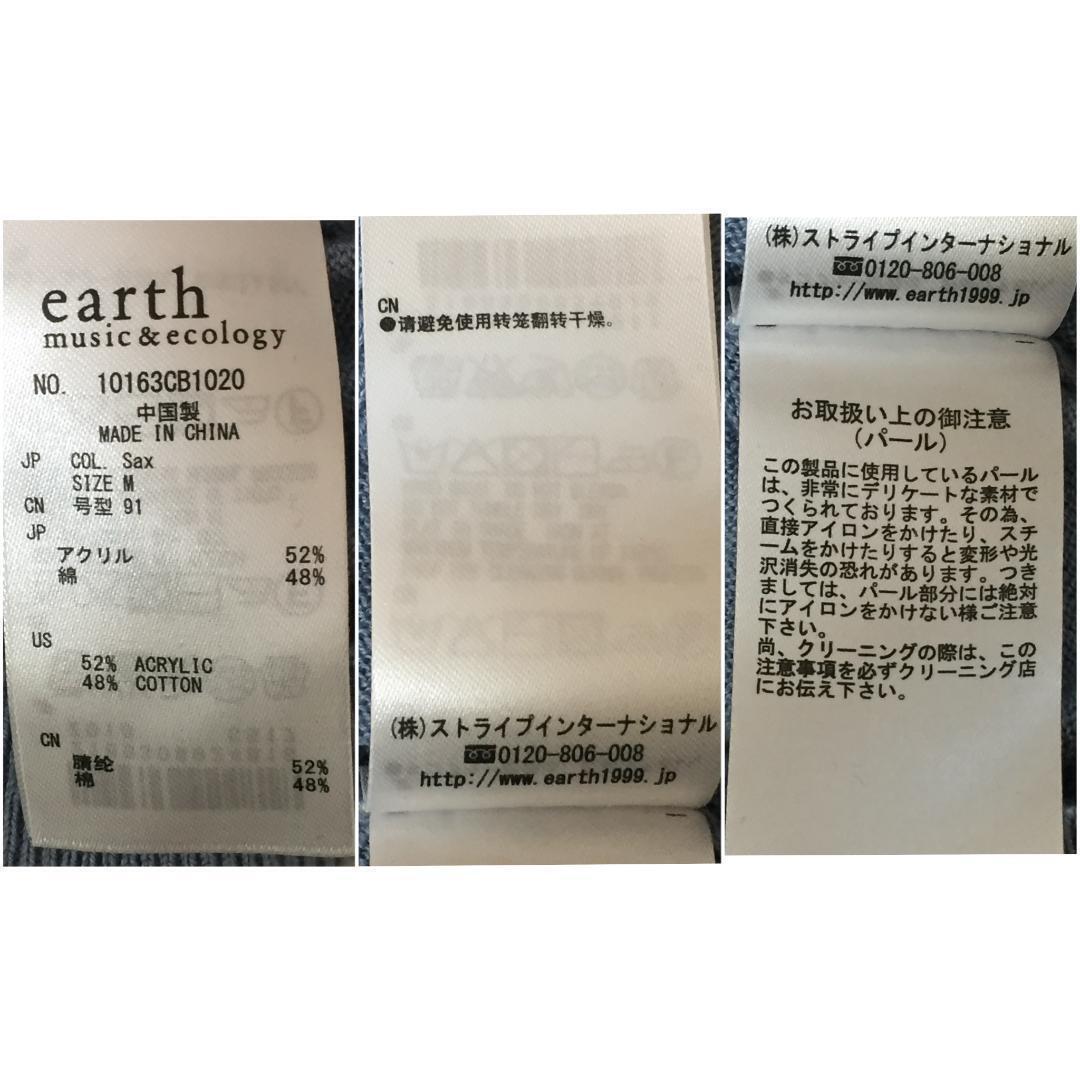 earth
music&ecology
NO. 10163CB1020
中国製
MADE IN CHINA
JP COL. Sax
SIZE M
CN 号型 91
JP
アクリル 52%
綿 48%
US
52% ACRYLIC
48% COTTON
CN
腈纶 52%
棉 48%
CN
●请避免使用转笼翻转干燥。
(株)ストライプインターナショナル
0120-806-008
http://www.earth1999.jp
(株)ストライプインターナショナル
0120-806-008
http://www.earth1999.jp
お取扱い上の御注意
(パール)
この製品に使用しているパール
は、非常にデリケートな素材で
つくられております。その為、
直接アイロンをかけたり、スチ
ームをかけたりすると変形や光
沢消失の恐れがあります。つき
ましては、パール部分には絶対
にアイロンをかけない様ご注意
下さい。
尚、クリーニングの際は、この
注意事項を必ずクリーニング店
にお伝え下さい。